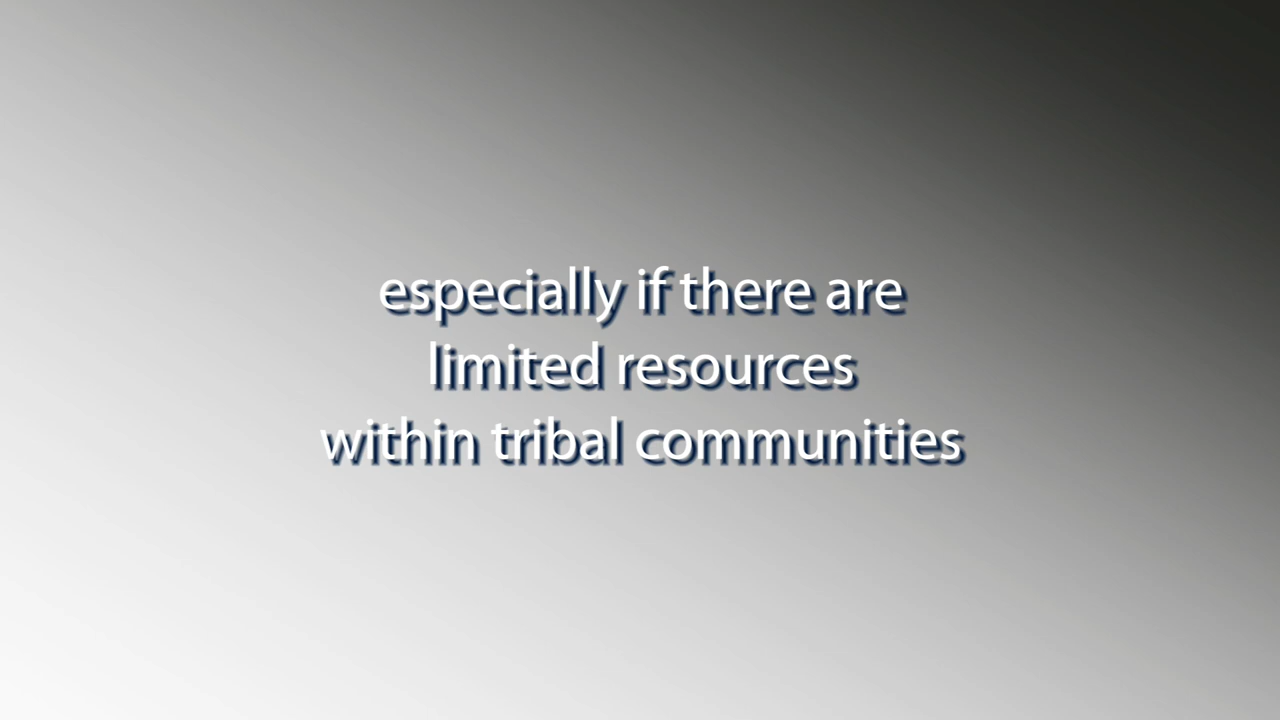 especially if there are
limited resources
within tribal communities